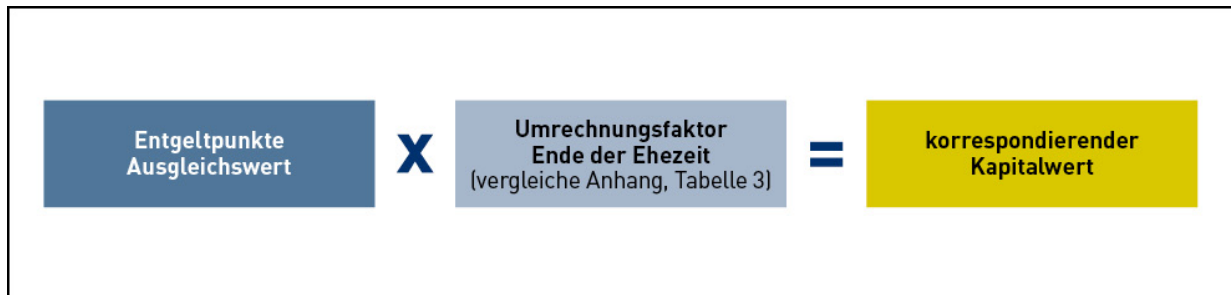 Entgeltpunkte
Ausgleichswert
X
Umrechnungsfaktor
Ende der Ehezeit
(vergleiche Anhang, Tabelle 3)
=
korrespondierender
Kapitalwert